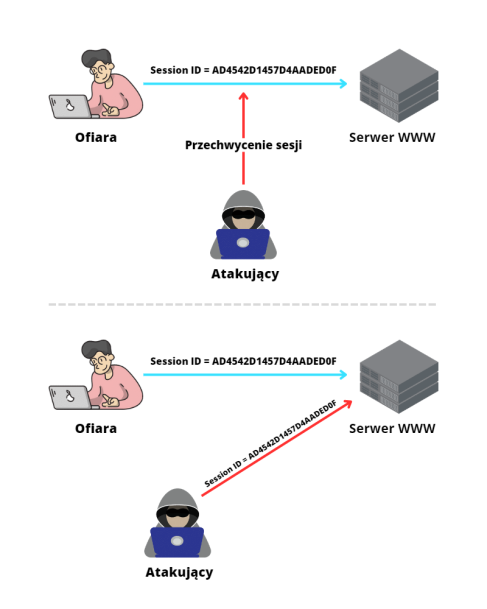 Session ID = AD4542D1457D4AADED0F
Ofiara
Serwer WWW
Przechwycenie sesji
Atakujący
Session ID = AD4542D1457D4AADED0F
Ofiara
Serwer WWW
Session ID = AD4542D1457D4AADED0F
Atakujący